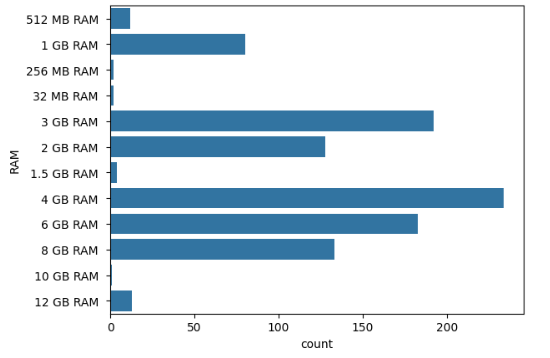 512 MB RAM
1 GB RAM
256 MB RAM
32 MB RAM
3 GB RAM
2 GB RAM
1.5 GB RAM
4 GB RAM
6 GB RAM
8 GB RAM
10 GB RAM
12 GB RAM
RAM
0 50 100 150 200
count